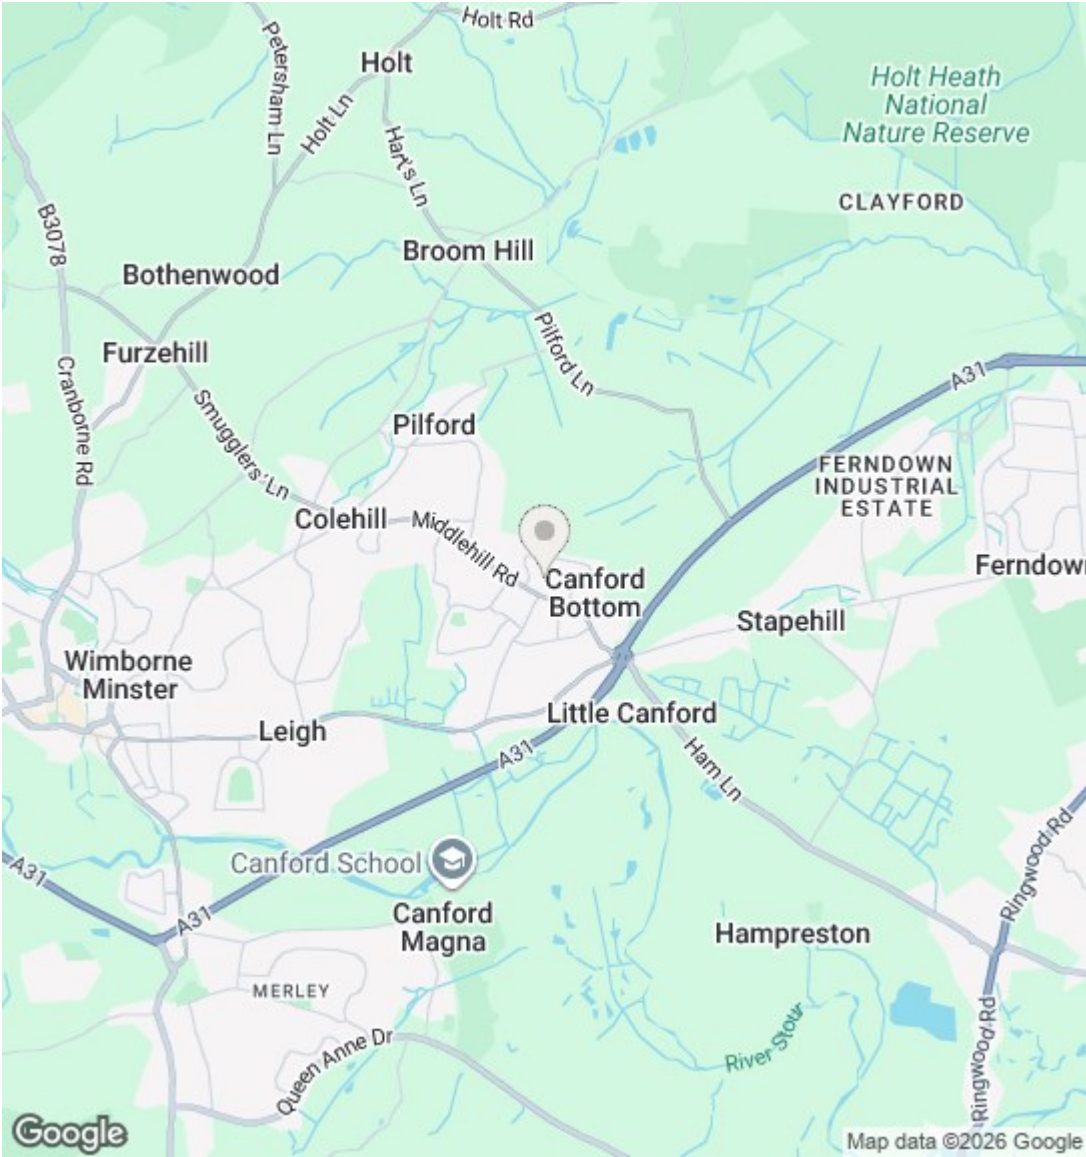 Holt Rd
Petersham Ln
Holt
Holt Ln
Hart's Ln
Holt Heath
National
Nature Reserve
CLAYFORD
B3078
Broom Hill
Bothenwood
Furzehill
Pilford Ln
A31
Cranborne Rd
Smugglers' Ln
Pilford
FERNDOWN
INDUSTRIAL
ESTATE
Colehill
Middlehill Rd
Canford
Bottom
Ferndown
Stapehill
Wimborne
Minster
Leigh
Little Canford
A31
Ham Ln
Ringwood Rd
Canford School
A31
A31
Canford
Magna
Hampreston
MERLEY
Queen Anne Dr
River Stour
Ringwood Rd
Google
Map data ©2026 Google